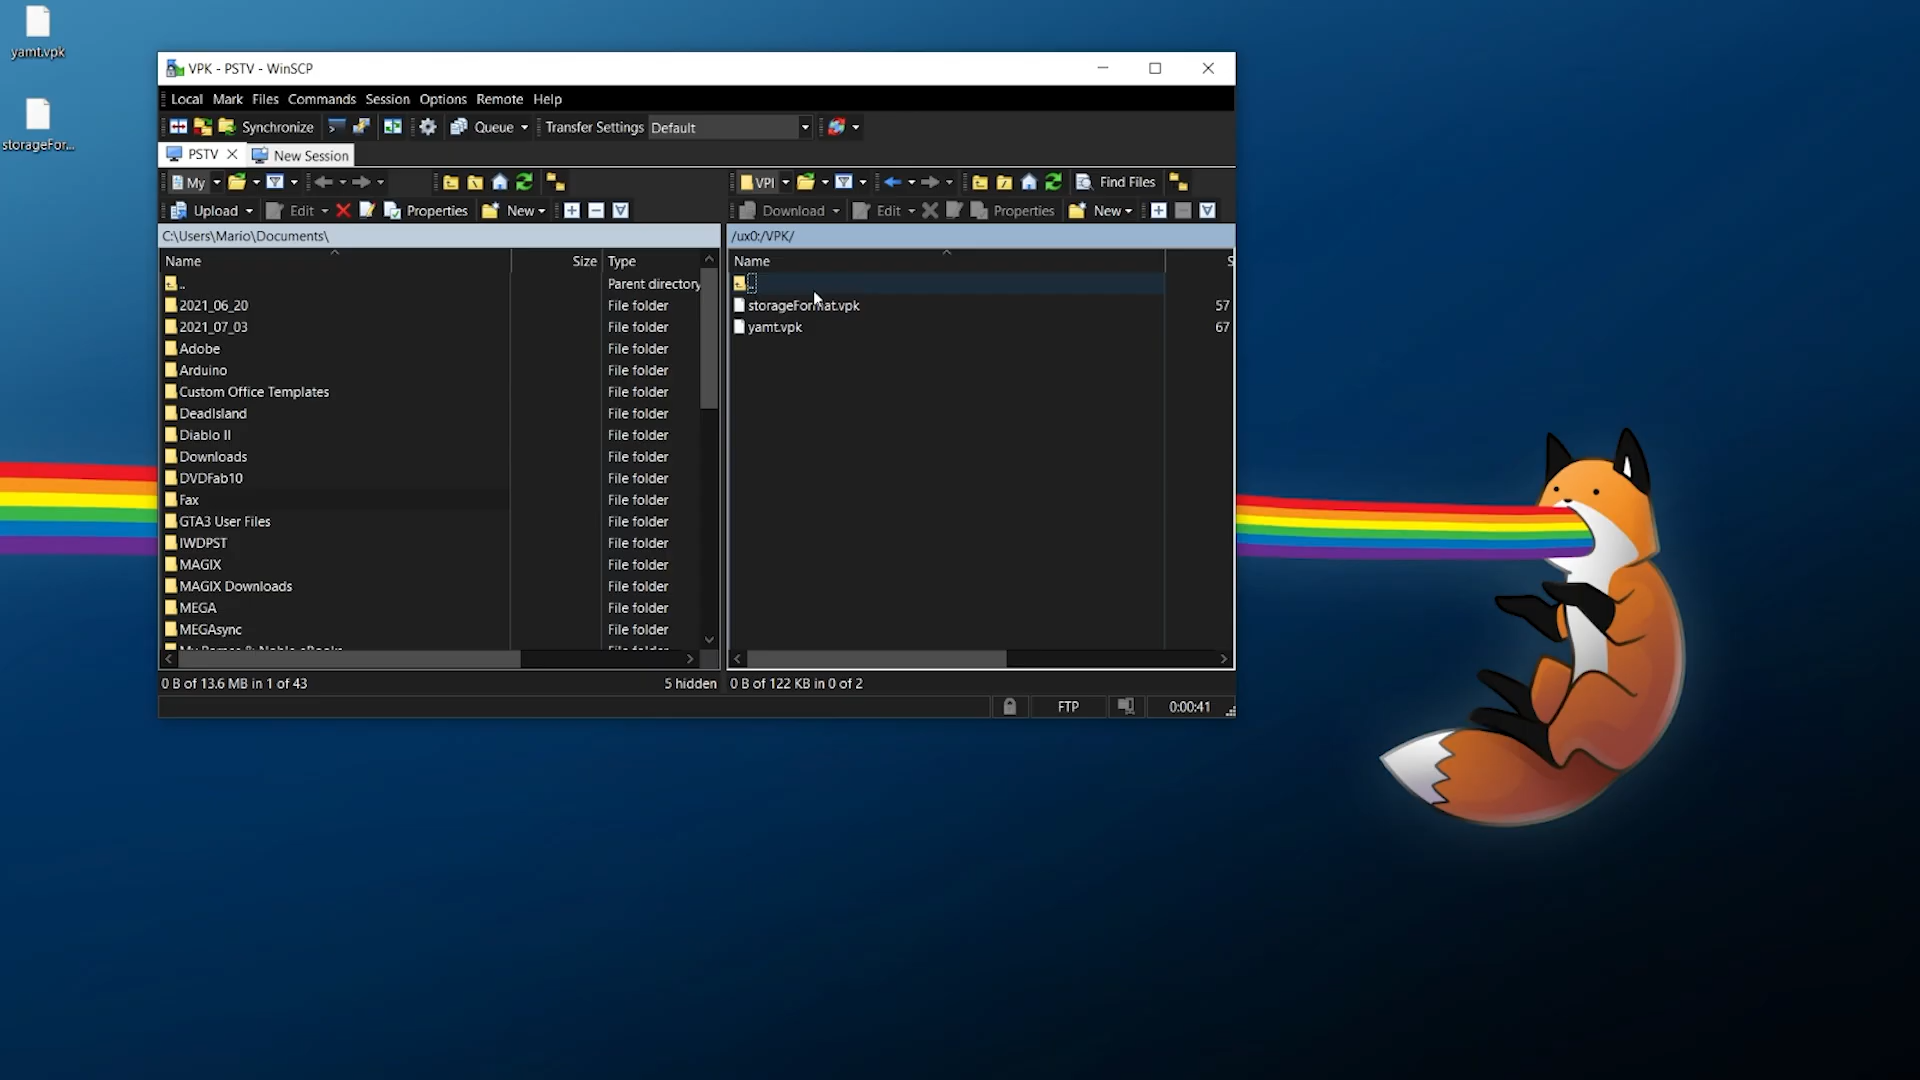 yamt.vpk
storageFor...
VPK - PSTV - WinSCP
Local Mark Files Commands Session Options Remote Help
Synchronize Queue Transfer Settings Default
PSTV New Session
My VPI Find Files
Upload Edit Properties New Download Edit Properties New
C:\Users\Mario\Documents\ /ux0:/VPK/
Name Size Type Name S
.. Parent directory ..
2021_06_20 File folder storageFormat.vpk 57
2021_07_03 File folder yamt.vpk 67
Adobe File folder
Arduino File folder
Custom Office Templates File folder
DeadIsland File folder
Diablo II File folder
Downloads File folder
DVDFab10 File folder
Fax File folder
GTA3 User Files File folder
IWDPST File folder
MAGIX File folder
MAGIX Downloads File folder
MEGA File folder
MEGAsync File folder
0 B of 13.6 MB in 1 of 43 5 hidden 0 B of 122 KB in 0 of 2
FTP 0:00:41